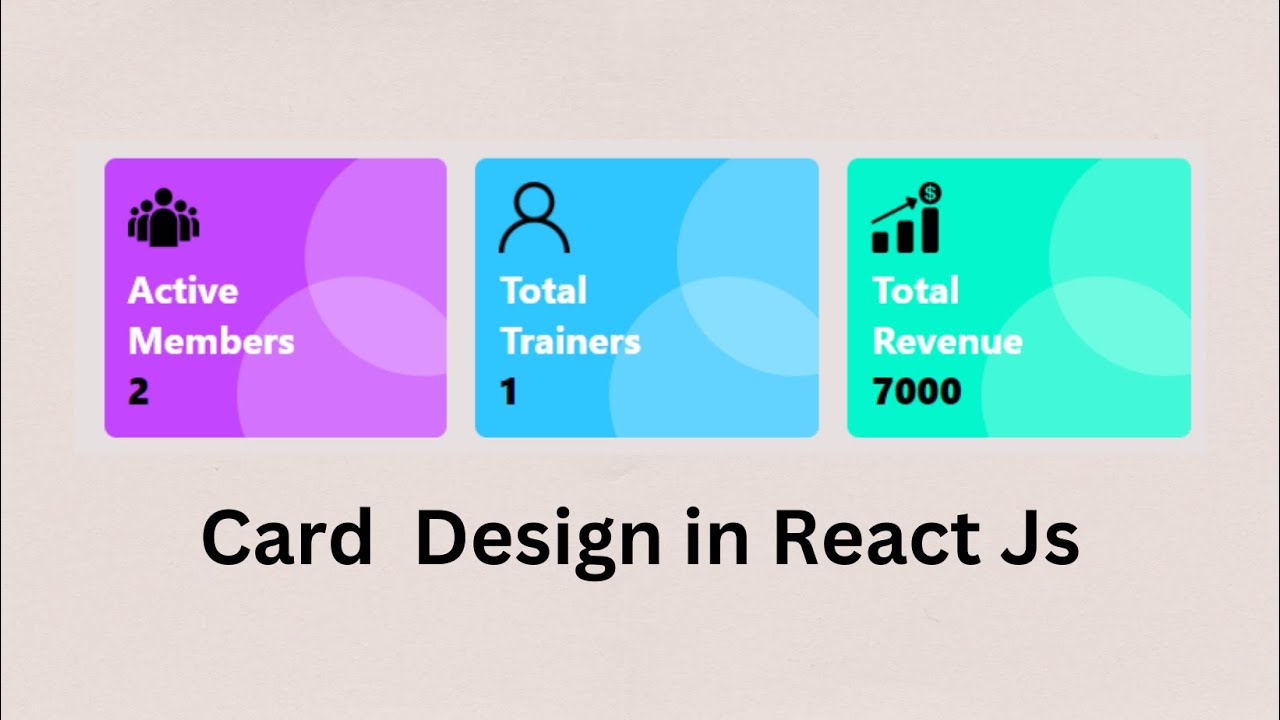 Active
Members
2
Total
Trainers
1
$
Total
Revenue
7000
Card  Design in React Js